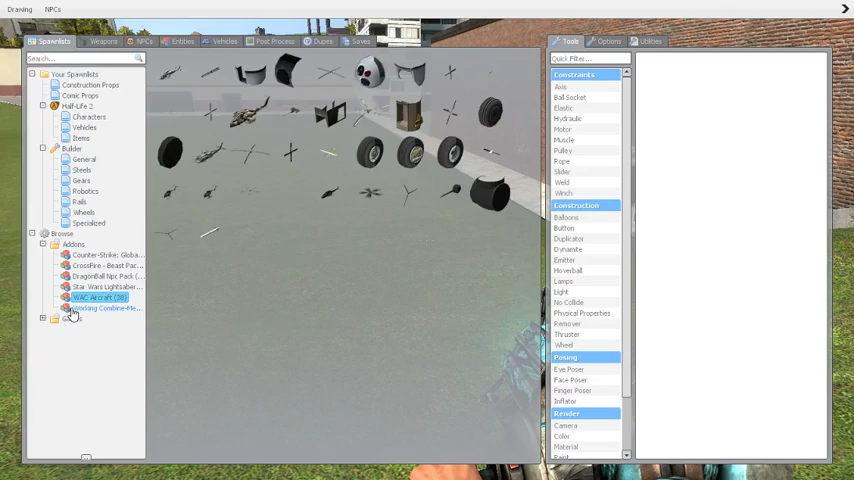 Drawing NPCs
Spawnlists Weapons NPCs Entities Vehicles Post Process Dupes Saves
Search...
Your Spawnlists
Construction Props
Comic Props
Half-Life 2
Characters
Vehicles
Items
Builder
General
Steels
Gears
Robotics
Rails
Wheels
Specialized
Browse
Addons
Counter-Strike: Globa...
CrossFire - Beast Pac...
DragonBall Npc Pack (...
Star Wars Lightsaber...
WAC Aircraft (38)
Working Combine-Me...
Tools Options Utilities
Quick Filter...
Constraints
Axis
Ball Socket
Elastic
Hydraulic
Motor
Muscle
Pulley
Rope
Slider
Weld
Winch
Construction
Balloons
Button
Duplicator
Dynamite
Emitter
Hoverball
Lamps
Light
No Collide
Physical Properties
Remover
Thruster
Wheel
Posing
Eye Poser
Face Poser
Finger Poser
Inflator
Render
Camera
Color
Material
Paint